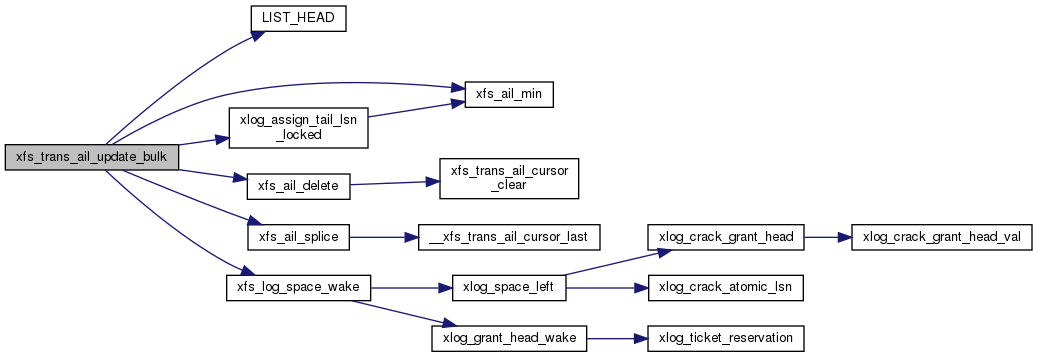 LIST_HEAD
xfs_ail_min
xlog_assign_tail_lsn
_locked
xfs_trans_ail_update_bulk
xfs_trans_ail_cursor
_clear
xfs_ail_delete
xfs_ail_splice
__xfs_trans_ail_cursor_last
xlog_crack_grant_head
xlog_crack_grant_head_val
xfs_log_space_wake
xlog_space_left
xlog_crack_atomic_lsn
xlog_grant_head_wake
xlog_ticket_reservation